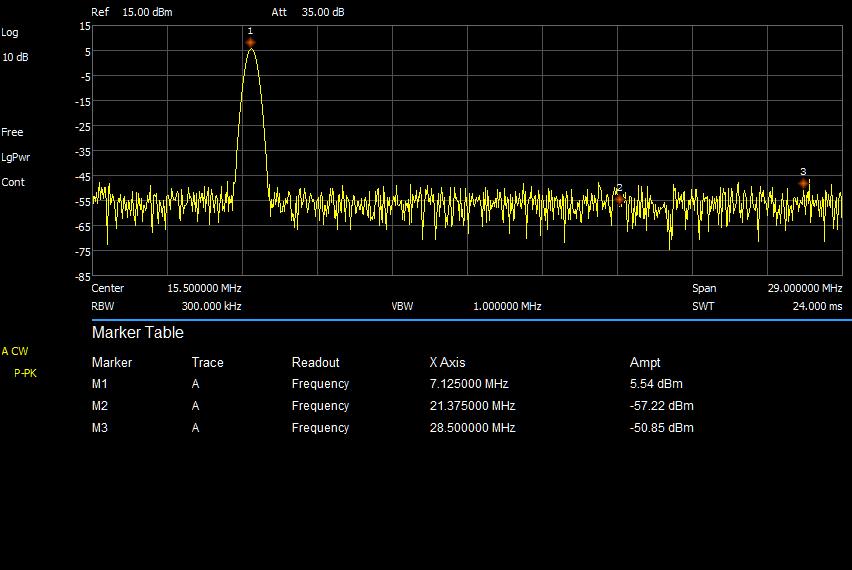 Ref 15.00 dBm Att 35.00 dB
Log
10 dB
Free
LgPwr
Cont
15
5
-5
-15
-25
-35
-45
-55
-65
-75
-85
1
2
3
Center 15.500000 MHz Span 29.000000 MHz
RBW 300.000 kHz VBW 1.000000 MHz SWT 24.000 ms
Marker Table
A CW
P-PK
Marker Trace Readout X Axis Ampt
M1 A Frequency 7.125000 MHz 5.54 dBm
M2 A Frequency 21.375000 MHz -57.22 dBm
M3 A Frequency 28.500000 MHz -50.85 dBm